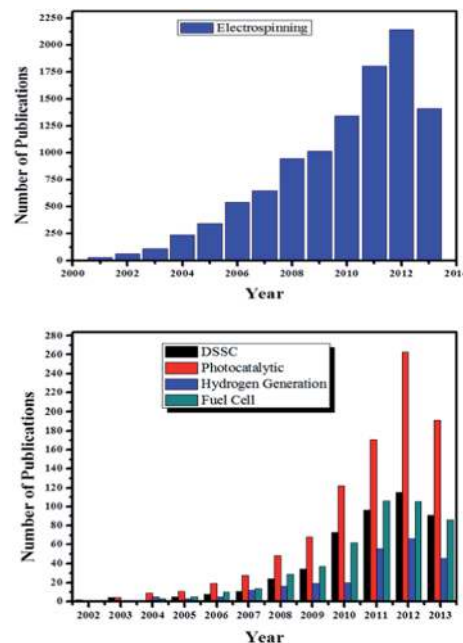 Electrospinning
2250
2000
1750
1500
1250
1000
750
500
250
0
Number of Publications
2000 2002 2004 2006 2008 2010 2012 2014
Year
DSSC
Photocatalytic
Hydrogen Generation
Fuel Cell
280
260
240
220
200
180
160
140
120
100
80
60
40
20
0
Number of Publications
2002 2003 2004 2005 2006 2007 2008 2009 2010 2011 2012 2013
Year